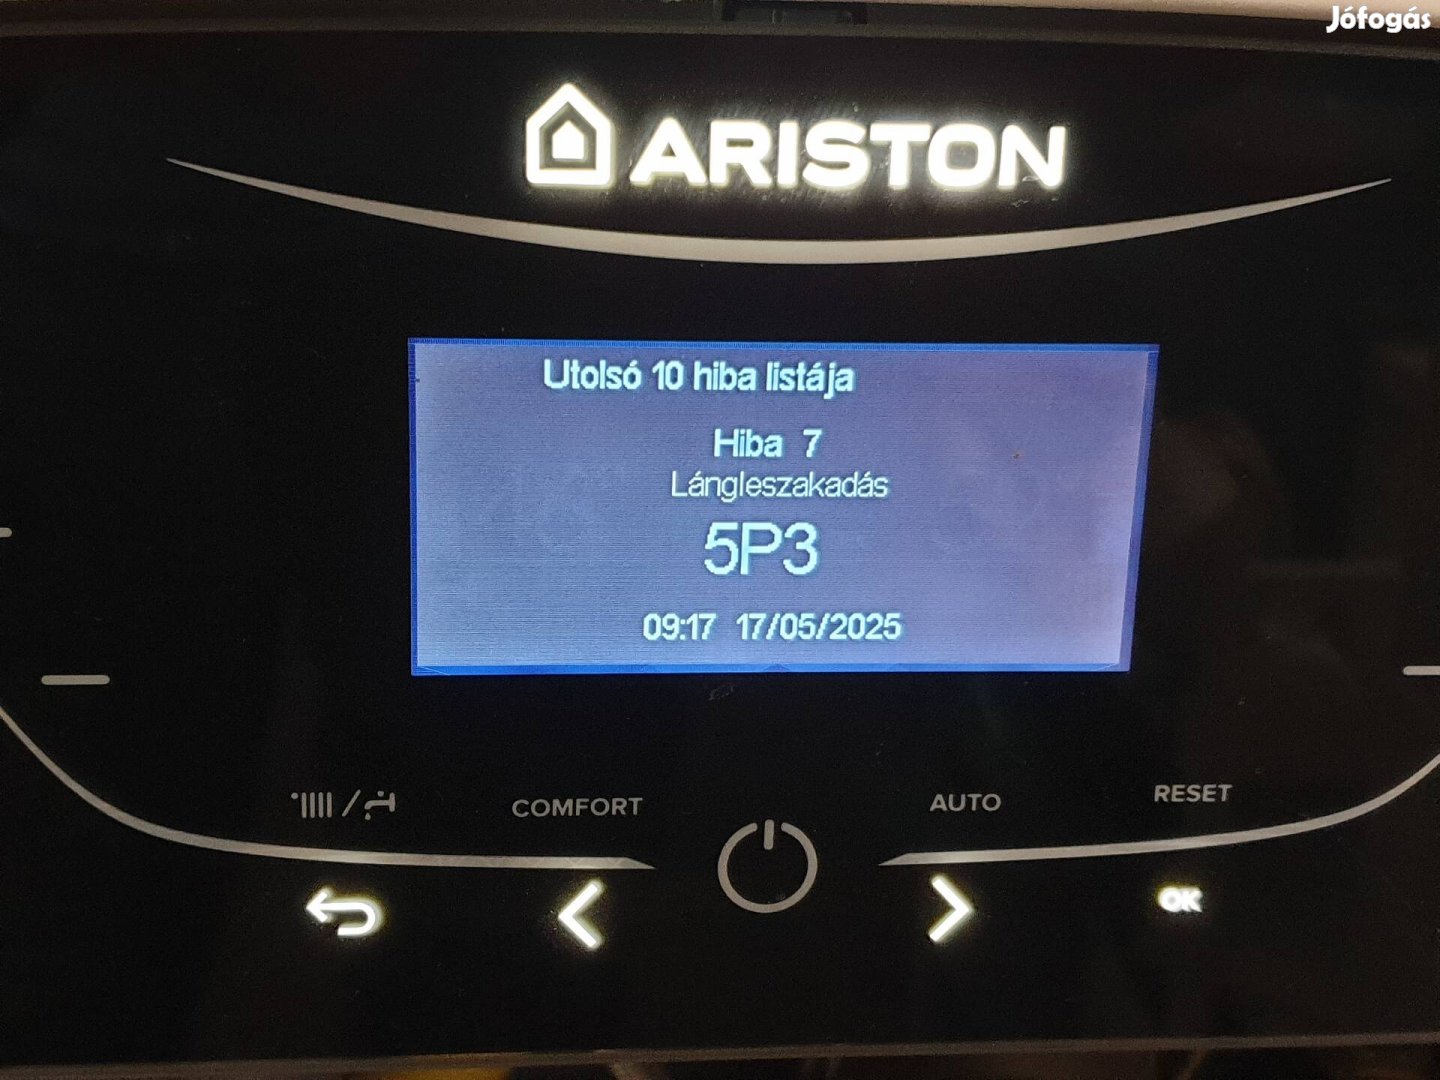 Jófogás
ARISTON
Utolsó 10 hiba listája
Hiba 7
Lángleszakadás
5P3
09:17 17/05/2025
COMFORT
AUTO
RESET
OK